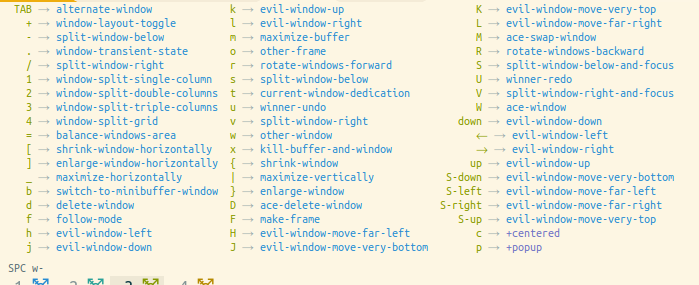 TAB → alternate-window k → evil-window-up K → evil-window-move-very-top
+ → window-layout-toggle l → evil-window-right L → evil-window-move-far-right
- → split-window-below m → maximize-buffer M → ace-swap-window
. → window-transient-state o → other-frame R → rotate-windows-backward
/ → split-window-right r → rotate-windows-forward S → split-window-below-and-focus
1 → window-split-single-column s → split-window-below U → winner-redo
2 → window-split-double-columns t → current-window-dedication V → split-window-right-and-focus
3 → window-split-triple-columns u → winner-undo W → ace-window
4 → window-split-grid v → split-window-right down → evil-window-down
= → balance-windows-area w → other-window ← → evil-window-left
[ → shrink-window-horizontally x → kill-buffer-and-window → → evil-window-right
] → enlarge-window-horizontally { → shrink-window up → evil-window-up
_ → maximize-horizontally | → maximize-vertically S-down → evil-window-move-very-bottom
b → switch-to-minibuffer-window } → enlarge-window S-left → evil-window-move-far-left
d → delete-window D → ace-delete-window S-right → evil-window-move-far-right
f → follow-mode F → make-frame S-up → evil-window-move-very-top
h → evil-window-left H → evil-window-move-far-left c → +centered
j → evil-window-down J → evil-window-move-very-bottom p → +popup
SPC w-